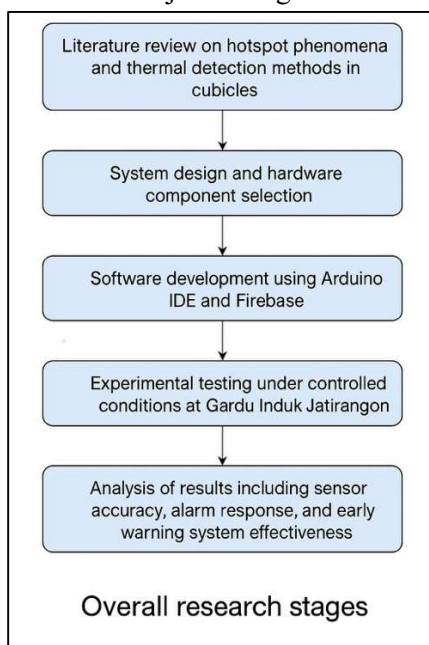 Literature review on hotspot phenomena
and thermal detection methods in
cubicles
System design and hardware
component selection
Software development using Arduino
IDE and Firebase
Experimental testing under controlled
conditions at Gardu Induk Jatirangon
Analysis of results including sensor
accuracy, alarm response, and early
warning system effectiveness
Overall research stages